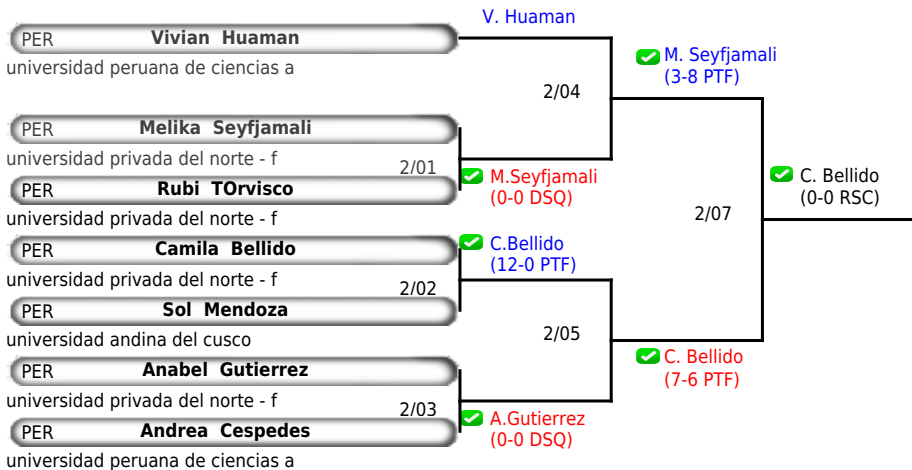 V. Huaman
PER Vivian Huaman
universidad peruana de ciencias a
M. Seyfjamali
(3-8 PTF)
2/04
PER Melika Seyfjamali
universidad privada del norte - f
2/01
M.Seyfjamali
(0-0 DSQ)
PER Rubi TOrvisco
universidad privada del norte - f
C. Bellido
(0-0 RSC)
2/07
PER Camila Bellido
universidad privada del norte - f
C.Bellido
(12-0 PTF)
2/02
PER Sol Mendoza
universidad andina del cusco
2/05
PER Anabel Gutierrez
universidad privada del norte - f
C. Bellido
(7-6 PTF)
2/03
A.Gutierrez
(0-0 DSQ)
PER Andrea Cespedes
universidad peruana de ciencias a